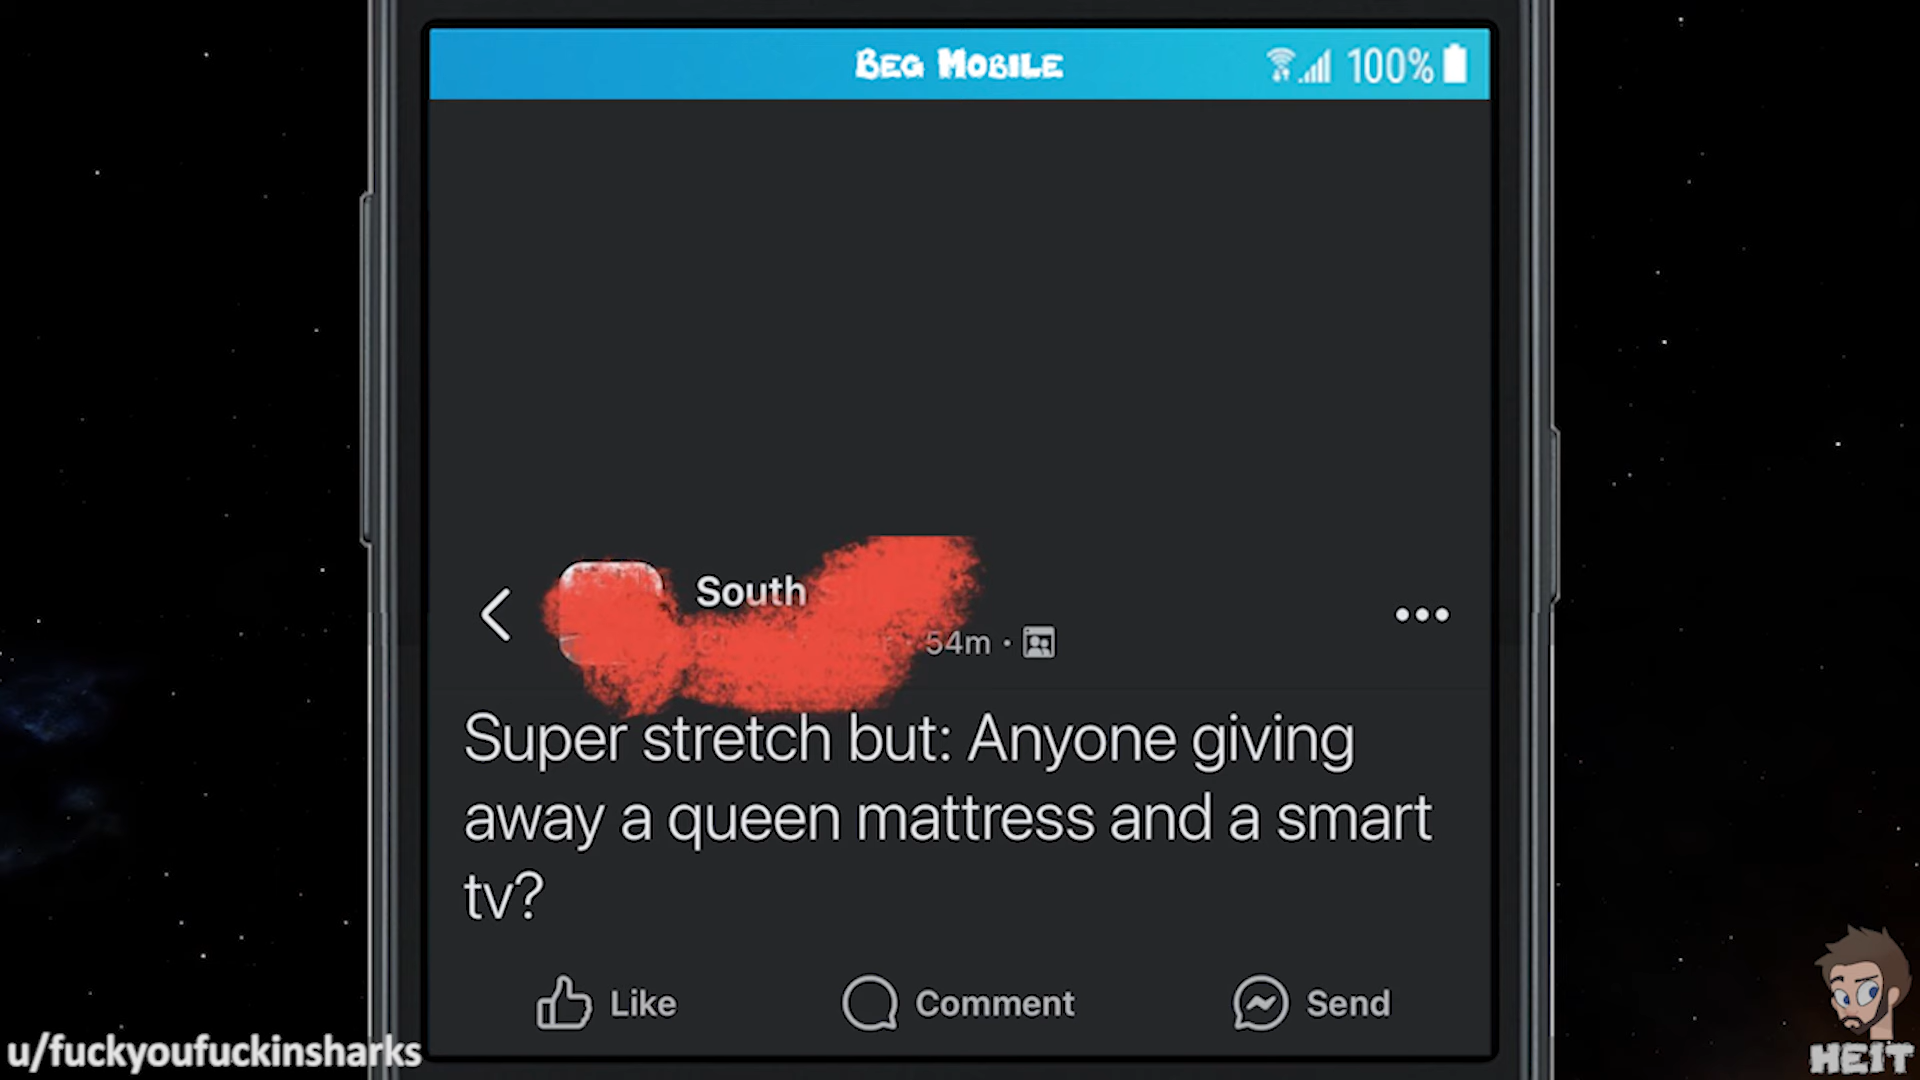 BEG MOBILE
100%
South
54m ·
Super stretch but: Anyone giving
away a queen mattress and a smart
tv?
Like
Comment
Send
u/fuckyoufuckinsharks
HEIT